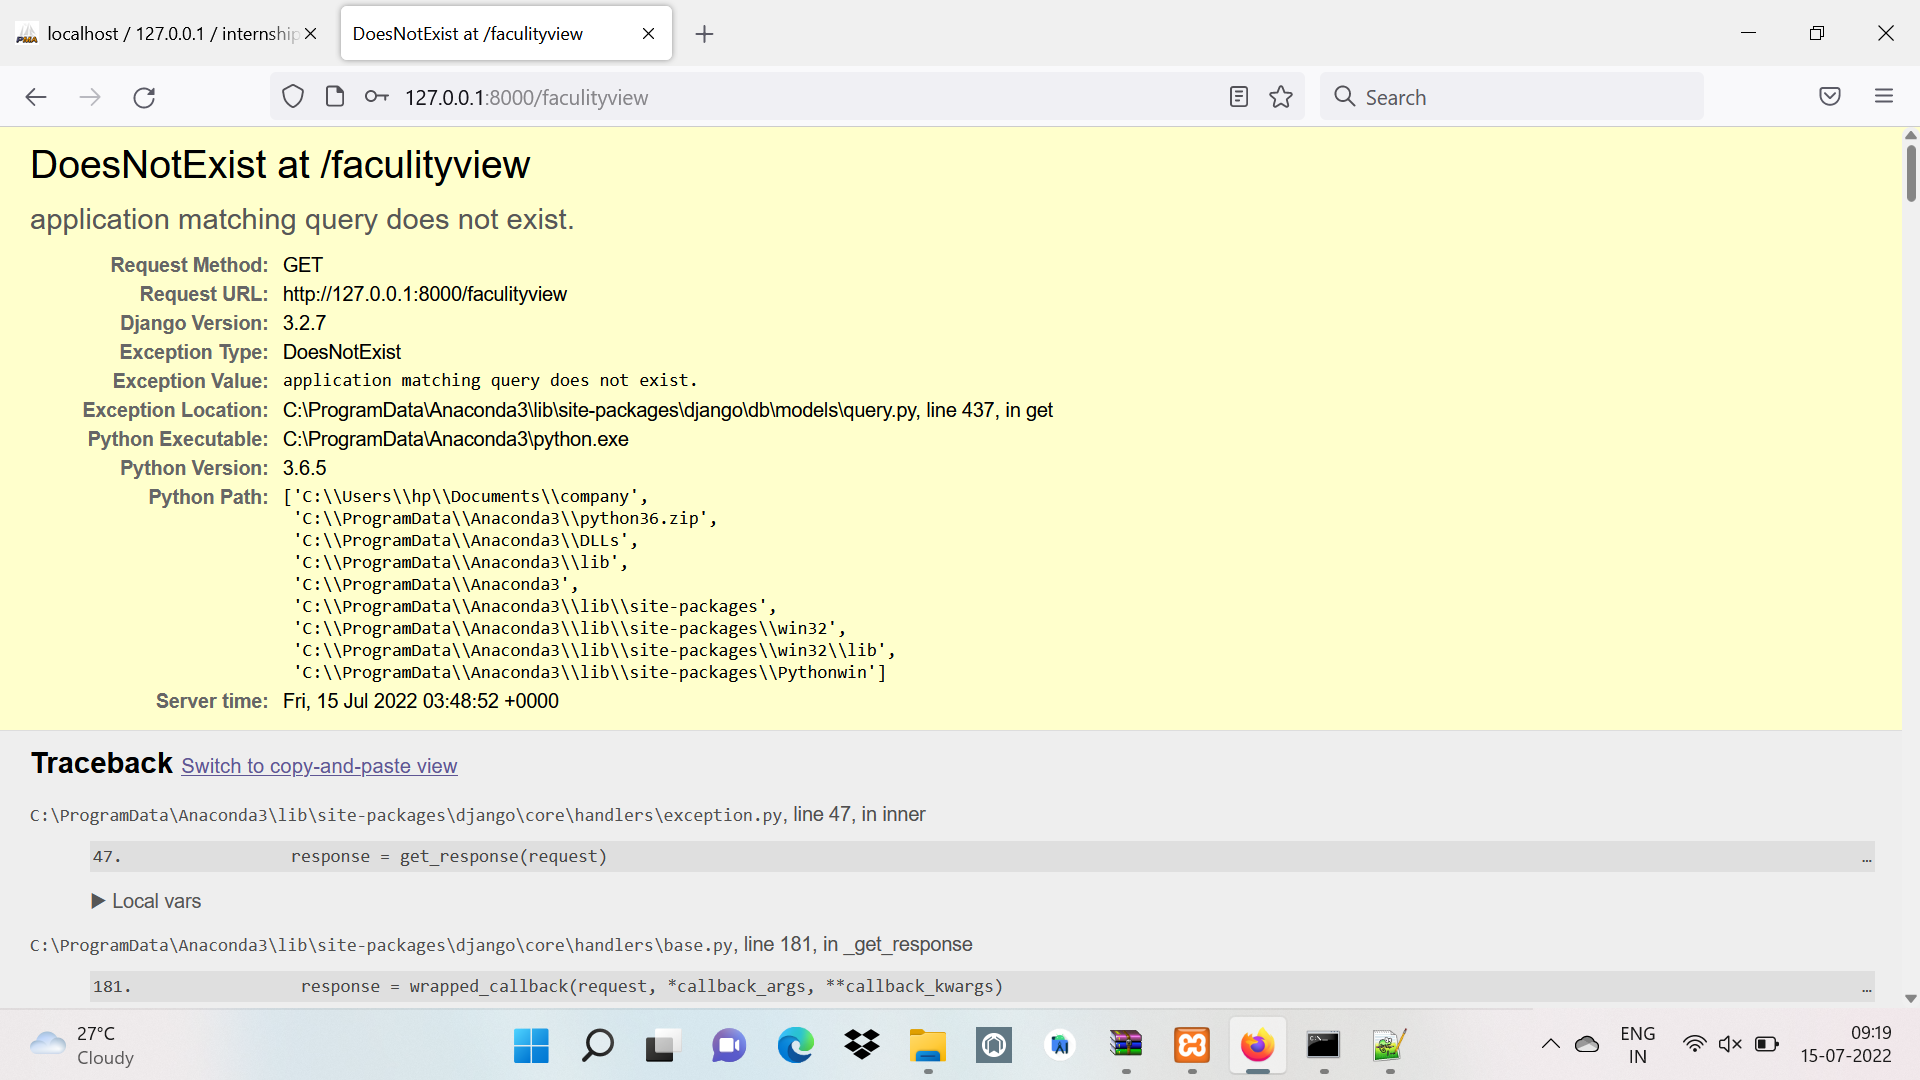 localhost / 127.0.0.1 / internship
DoesNotExist at /faculityview
127.0.0.1:8000/faculityview
Search
DoesNotExist at /faculityview
application matching query does not exist.
Request Method: GET
Request URL: http://127.0.0.1:8000/faculityview
Django Version: 3.2.7
Exception Type: DoesNotExist
Exception Value: application matching query does not exist.
Exception Location: C:\ProgramData\Anaconda3\lib\site-packages\django\db\models\query.py, line 437, in get
Python Executable: C:\ProgramData\Anaconda3\python.exe
Python Version: 3.6.5
Python Path: ['C:\\Users\\hp\\Documents\\company',
'C:\\ProgramData\\Anaconda3\\python36.zip',
'C:\\ProgramData\\Anaconda3\\DLLs',
'C:\\ProgramData\\Anaconda3\\lib',
'C:\\ProgramData\\Anaconda3',
'C:\\ProgramData\\Anaconda3\\lib\\site-packages',
'C:\\ProgramData\\Anaconda3\\lib\\site-packages\\win32',
'C:\\ProgramData\\Anaconda3\\lib\\site-packages\\win32\\lib',
'C:\\ProgramData\\Anaconda3\\lib\\site-packages\\Pythonwin']
Server time: Fri, 15 Jul 2022 03:48:52 +0000
Traceback Switch to copy-and-paste view
C:\ProgramData\Anaconda3\lib\site-packages\django\core\handlers\exception.py, line 47, in inner
47. response = get_response(request) …
▶ Local vars
C:\ProgramData\Anaconda3\lib\site-packages\django\core\handlers\base.py, line 181, in _get_response
181. response = wrapped_callback(request, *callback_args, **callback_kwargs) …
27°C
Cloudy
ENG
IN
09:19
15-07-2022